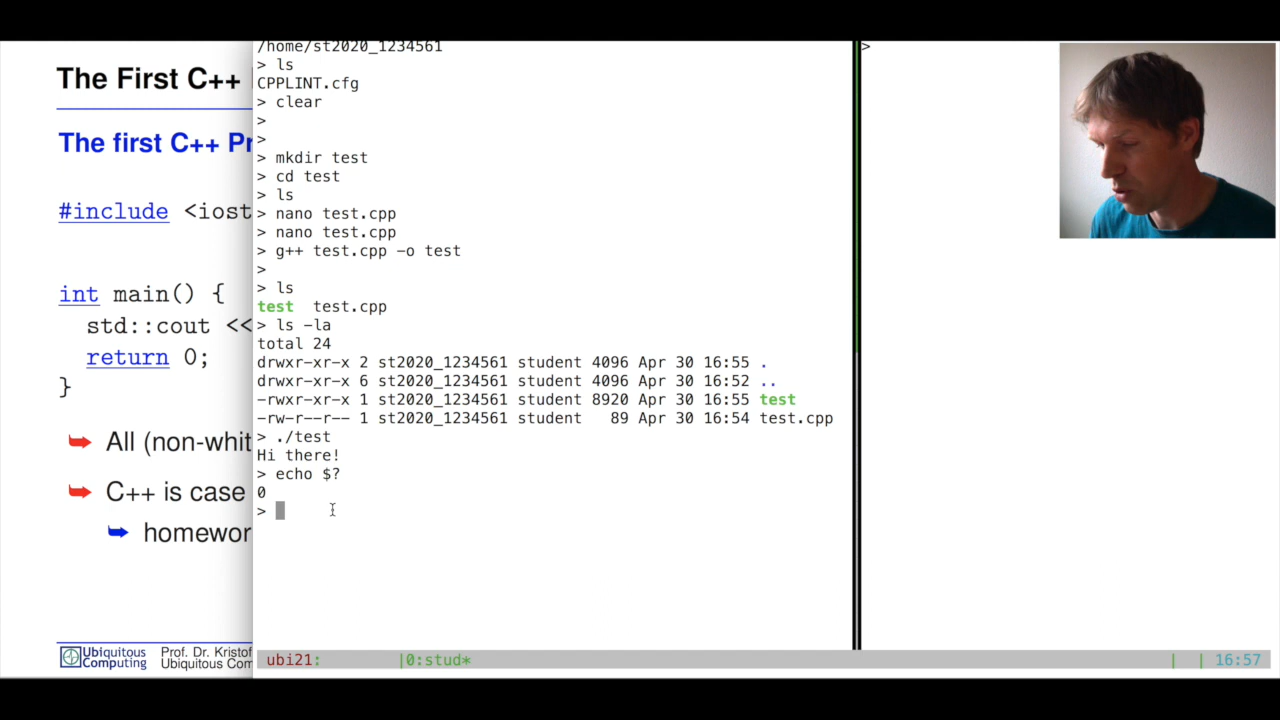 The First C++
The first C++ Pr
#include <iost
int main() {
std::cout <<
return 0;
}
All (non-whit
C++ is case
homewor
Ubiquitous
Computing
Prof. Dr. Kristof
Ubiquitous Com
/home/st2020_1234561
> ls
CPPLINT.cfg
> clear
>
>
> mkdir test
> cd test
> ls
> nano test.cpp
> nano test.cpp
> g++ test.cpp -o test
>
> ls
test test.cpp
> ls -la
total 24
drwxr-xr-x 2 st2020_1234561 student 4096 Apr 30 16:55 .
drwxr-xr-x 6 st2020_1234561 student 4096 Apr 30 16:52 ..
-rwxr-xr-x 1 st2020_1234561 student 8920 Apr 30 16:55 test
-rw-r--r-- 1 st2020_1234561 student 89 Apr 30 16:54 test.cpp
> ./test
Hi there!
> echo $?
0
>
>
ubi21: |0:stud* | | 16:57